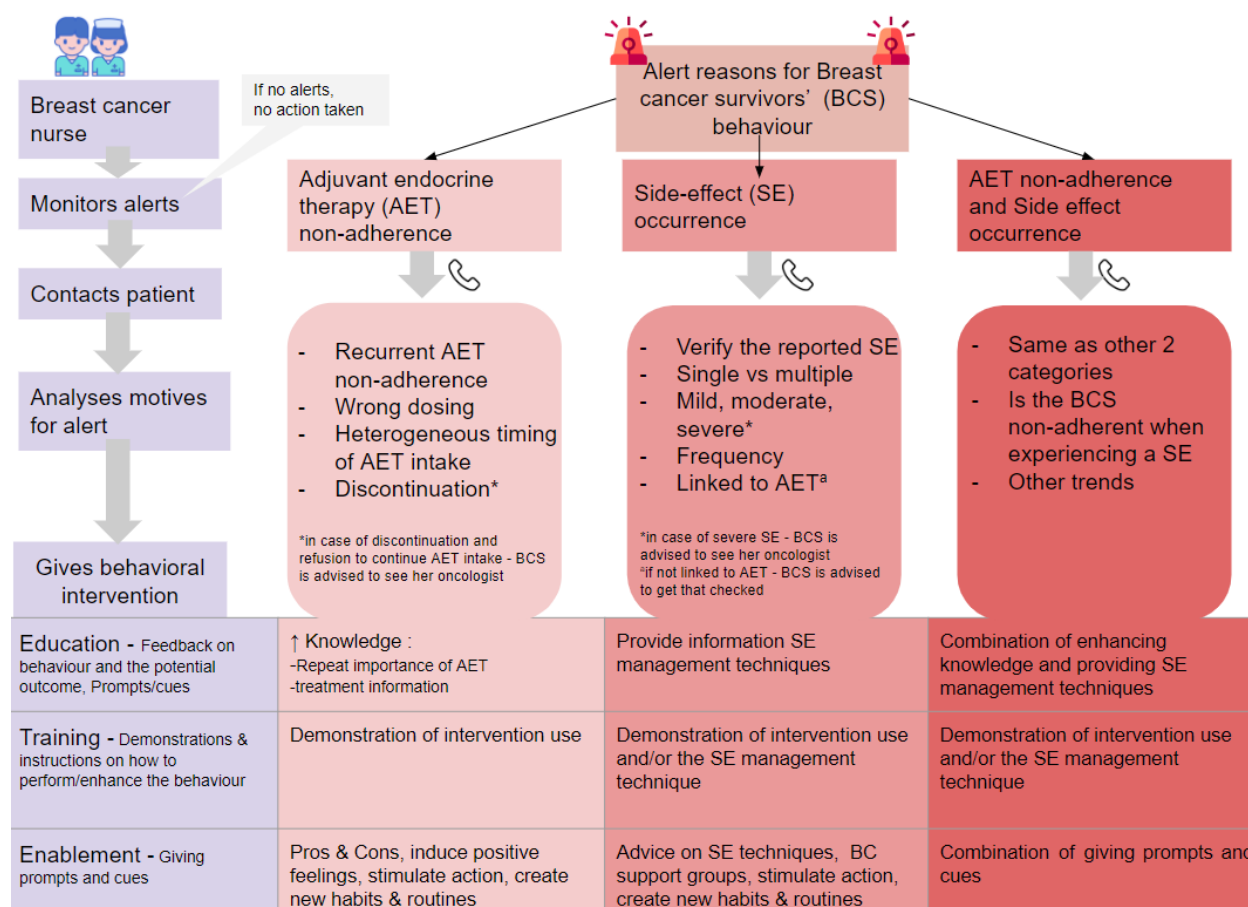 Breast cancer
nurse
If no alerts,
no action taken
Monitors alerts
Contacts patient
Analyses motives
for alert
Gives behavioral
intervention
Alert reasons for Breast
cancer survivors' (BCS)
behaviour
Adjuvant endocrine
therapy (AET)
non-adherence
Side-effect (SE)
occurrence
AET non-adherence
and Side effect
occurrence
- Recurrent AET
non-adherence
- Wrong dosing
- Heterogeneous timing
of AET intake
- Discontinuation*
*in case of discontinuation and
refusion to continue AET intake - BCS
is advised to see her oncologist
- Verify the reported SE
- Single vs multiple
- Mild, moderate,
severe*
- Frequency
- Linked to AETᵃ
*in case of severe SE - BCS is
advised to see her oncologist
ᵃif not linked to AET - BCS is advised
to get that checked
- Same as other 2
categories
- Is the BCS
non-adherent when
experiencing a SE
- Other trends
Education - Feedback on
behaviour and the potential
outcome, Prompts/cues
↑ Knowledge :
-Repeat importance of AET
-treatment information
Provide information SE
management techniques
Combination of enhancing
knowledge and providing SE
management techniques
Training - Demonstrations &
instructions on how to
perform/enhance the behaviour
Demonstration of intervention use
Demonstration of intervention use
and/or the SE management
technique
Demonstration of intervention use
and/or the SE management
technique
Enablement - Giving
prompts and cues
Pros & Cons, induce positive
feelings, stimulate action, create
new habits & routines
Advice on SE techniques, BC
support groups, stimulate action,
create new habits & routines
Combination of giving prompts and
cues